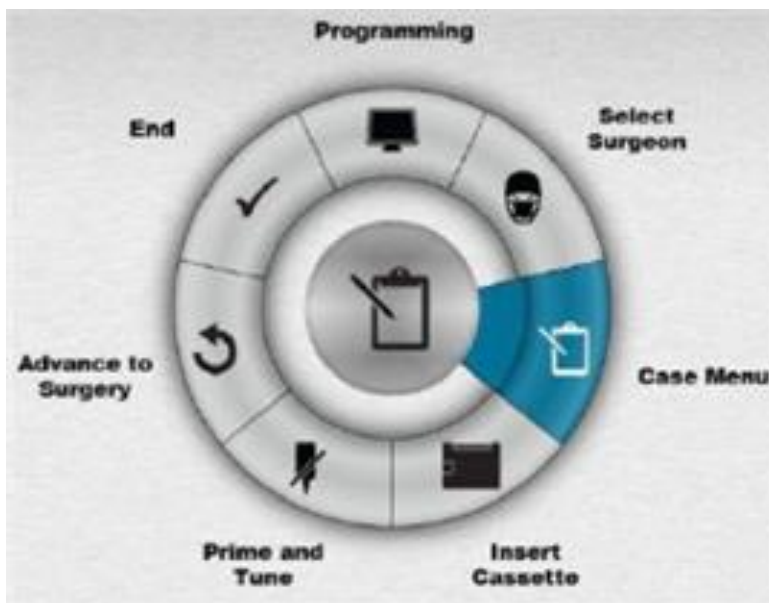 Programming
End
Select
Surgeon
Advance to
Surgery
Case Menu
Prime and
Tune
Insert
Cassette